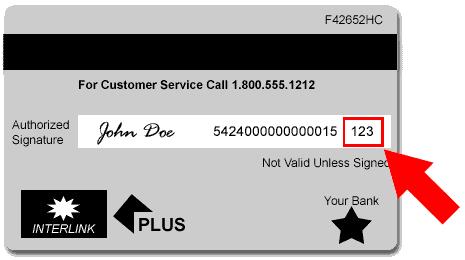 F42652HC
For Customer Service Call 1.800.555.1212
Authorized
Signature
John Doe 5424000000000015 123
Not Valid Unless Signed
INTERLINK
PLUS
Your Bank